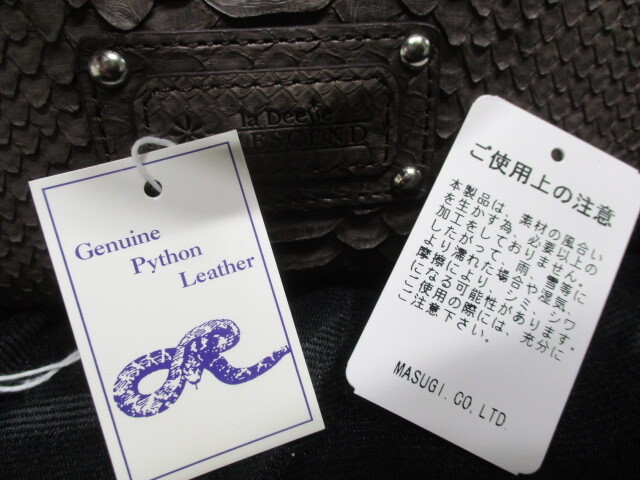 la Deesse
DESCEND
Genuine
Python
Leather
ご使用上の注意
本製品は、素材の風合い
を生かす為、必要以上の
加工をしておりません。
したがって、雨、雪等に
より濡れた場合や湿気、
摩擦により、シミ、シワ
になる可能性があります。
ご使用の際には、充分に
ご注意下さい。
MASUGI.CO.LTD.